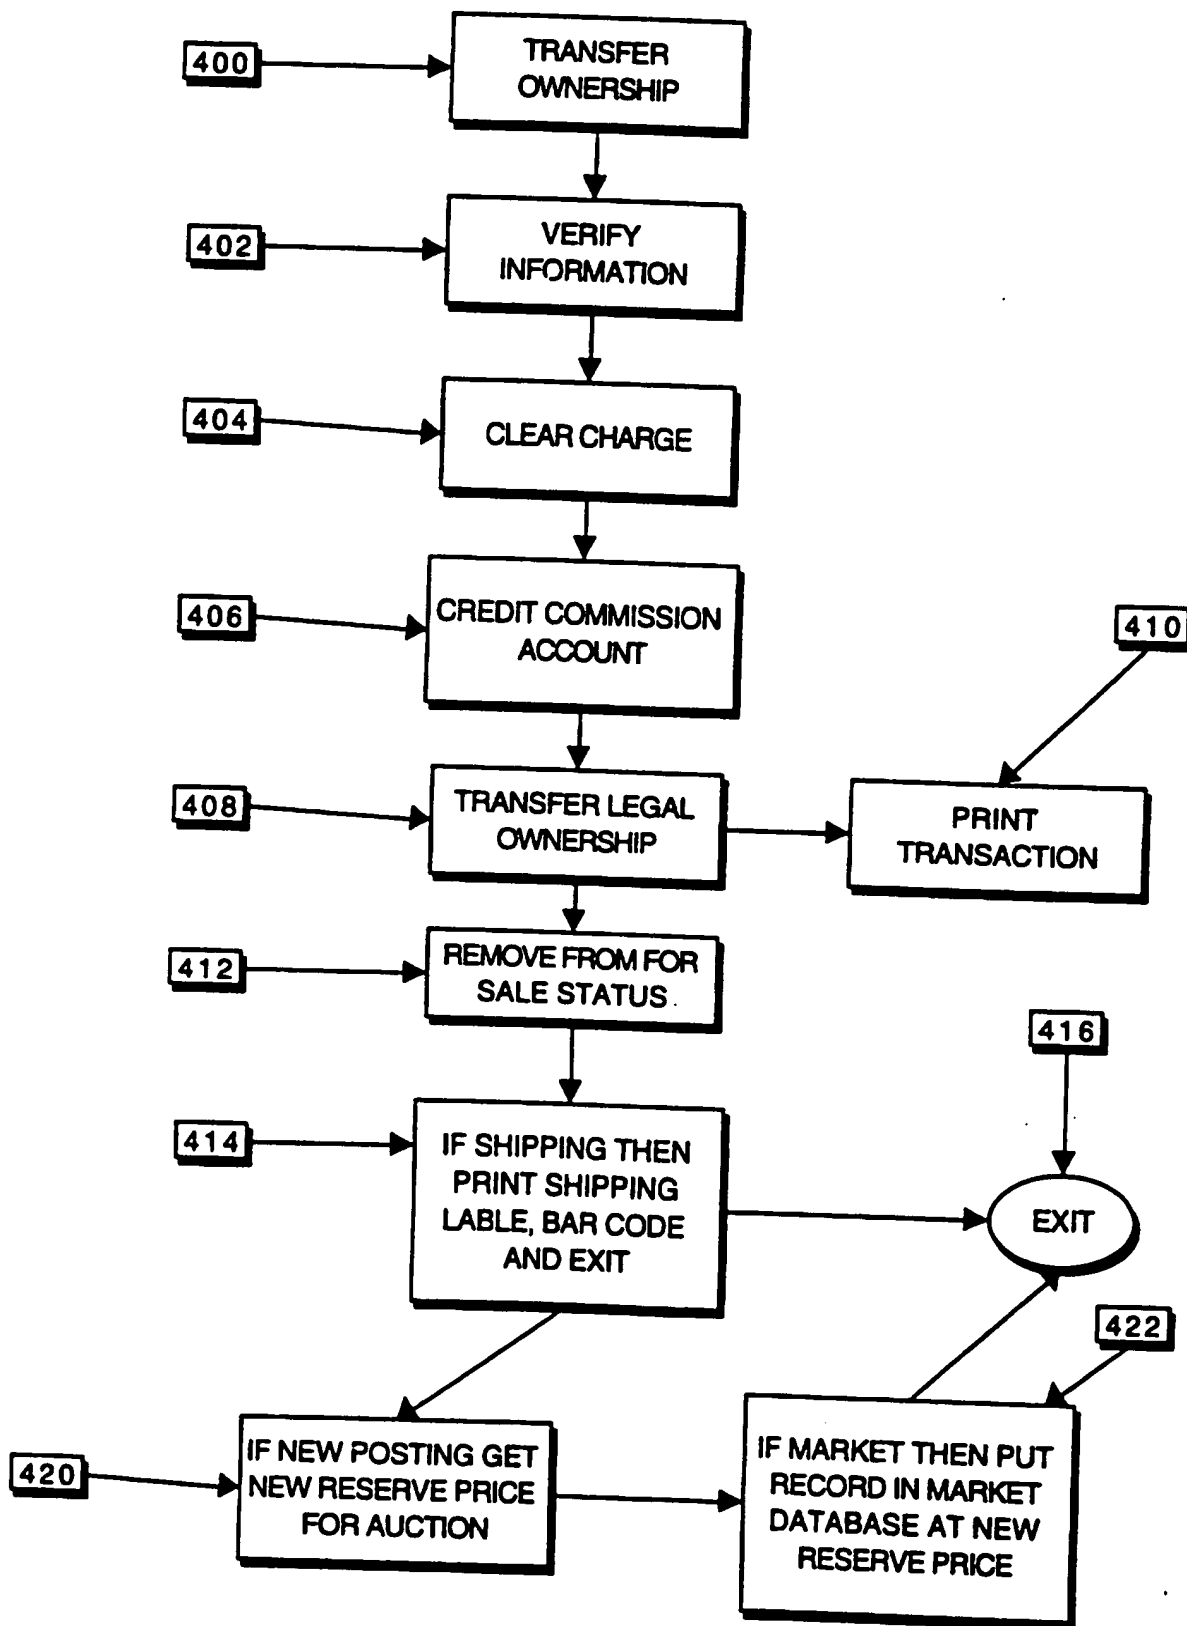 400
TRANSFER
OWNERSHIP
402
VERIFY
INFORMATION
404
CLEAR CHARGE
406
CREDIT COMMISSION
ACCOUNT
410
408
TRANSFER LEGAL
OWNERSHIP
PRINT
TRANSACTION
412
REMOVE FROM FOR
SALE STATUS
416
414
IF SHIPPING THEN
PRINT SHIPPING
LABLE, BAR CODE
AND EXIT
EXIT
422
420
IF NEW POSTING GET
NEW RESERVE PRICE
FOR AUCTION
IF MARKET THEN PUT
RECORD IN MARKET
DATABASE AT NEW
RESERVE PRICE